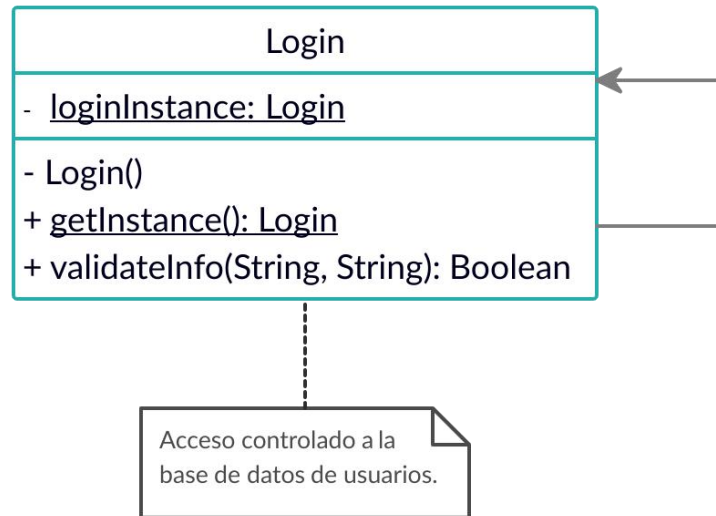 Login
- loginInstance: Login
- Login()
+ getInstance(): Login
+ validateInfo(String, String): Boolean
Acceso controlado a la
base de datos de usuarios.